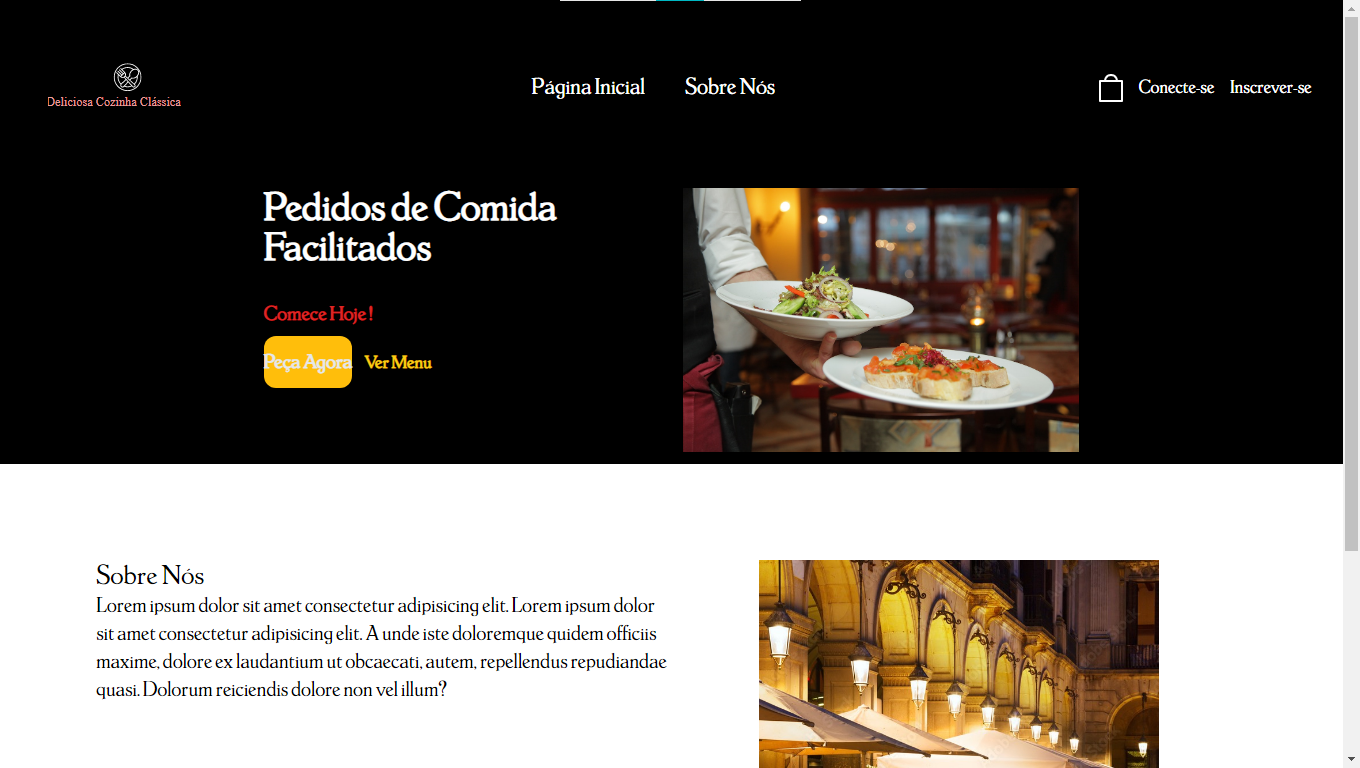 Deliciosa Cozinha Clássica
Página Inicial
Sobre Nós
Conecte-se
Inscrever-se
Pedidos de Comida
Facilitados
Comece Hoje !
Peça Agora
Ver Menu
Sobre Nós
Lorem ipsum dolor sit amet consectetur adipisicing elit. Lorem ipsum dolor
sit amet consectetur adipisicing elit. A unde iste doloremque quidem officiis
maxime, dolore ex laudantium ut obcaecati, autem, repellendus repudiandae
quasi. Dolorum reiciendis dolore non vel illum?